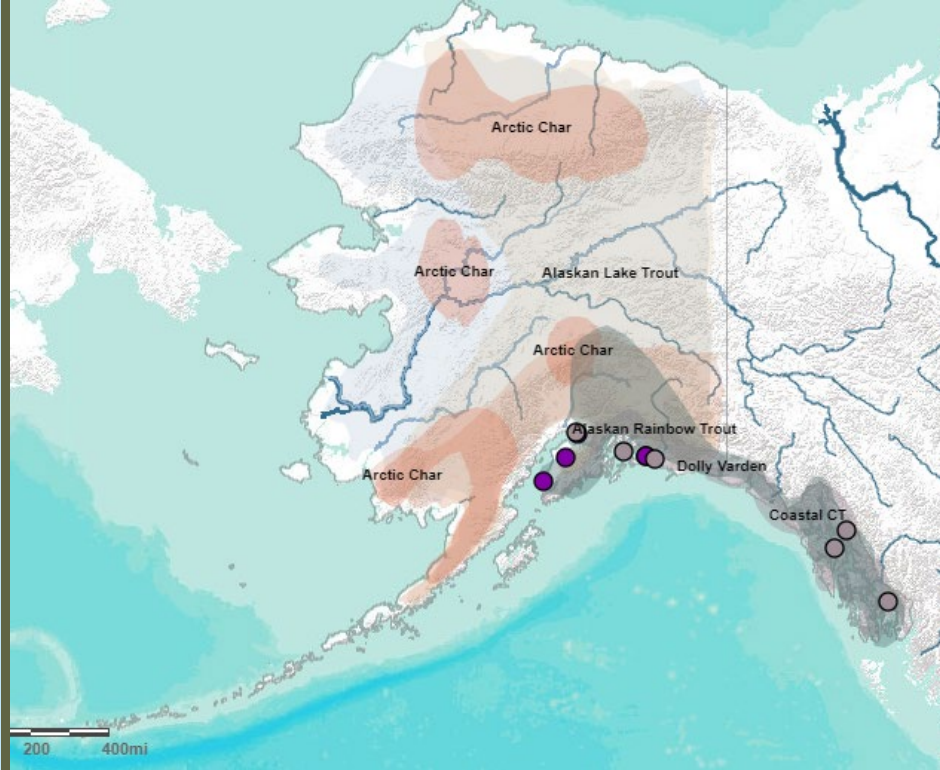 Arctic Char
Arctic Char
Alaskan Lake Trout
Arctic Char
Alaskan Rainbow Trout
Dolly Varden
Arctic Char
Coastal CT
200
400mi